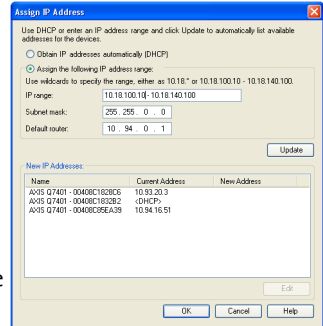 Assign IP Address
Use DHCP or enter an IP address range and click Update to automatically list available
addresses for the devices.
Obtain IP addresses automatically (DHCP)
Assign the following IP address range:
Use wildcards to specify the range, either as 10.18.* or 10.18.100.10 - 10.18.140.100.
IP range: 10.18.100.10 - 10.18.140.100
Subnet mask: 255 . 255 . 0 . 0
Default router: 10 . 94 . 0 . 1
Update
New IP Addresses:
Name Current Address New Address
AXIS Q7401 - 00408C1828C6 10.93.20.3
AXIS Q7401 - 00408C1832B2 <DHCP>
AXIS Q7401 - 00408C85EA39 10.94.16.51
e
Edit
OK Cancel Help